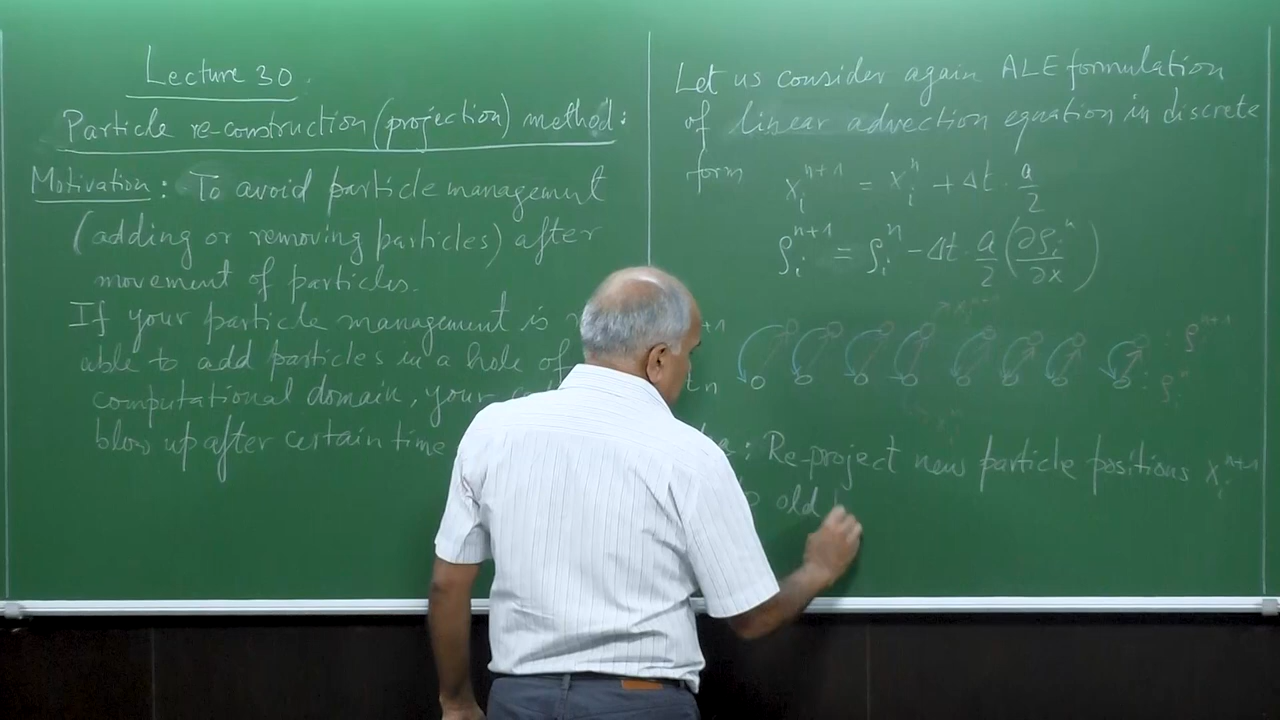 Lecture 30.
Particle re-construction (projection) method:
Motivation: To avoid particle management
(adding or removing particles) after
movement of particles.
If your particle management is
able to add particles in a hole of
computational domain, your
blow up after certain time
Let us consider again ALE formulation
of linear advection equation in discrete
form
x_i^{n+1} = x_i^n + Δt · a/2
ρ_i^{n+1} = ρ_i^n - Δt · a/2 (∂ρ_i^n/∂x)
: ρ^{n+1}
: ρ^n
: Re-project new particle positions x_i^{n+1}
old